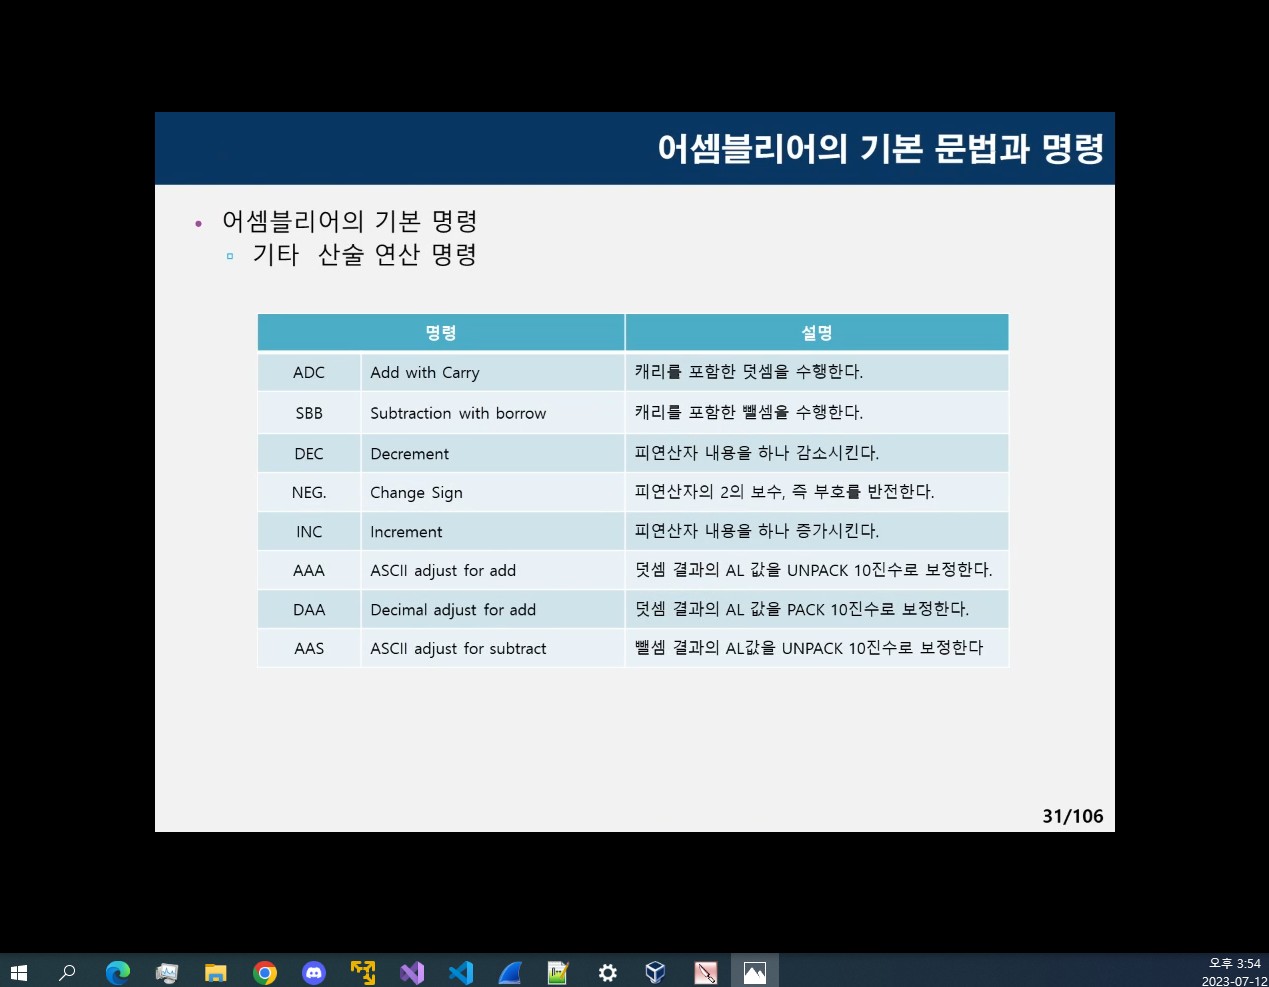 어셈블리어의 기본 문법과 명령
• 어셈블리어의 기본 명령
▫ 기타 산술 연산 명령
명령 설명
ADC Add with Carry 캐리를 포함한 덧셈을 수행한다.
SBB Subtraction with borrow 캐리를 포함한 뺄셈을 수행한다.
DEC Decrement 피연산자 내용을 하나 감소시킨다.
NEG. Change Sign 피연산자의 2의 보수, 즉 부호를 반전한다.
INC Increment 피연산자 내용을 하나 증가시킨다.
AAA ASCII adjust for add 덧셈 결과의 AL 값을 UNPACK 10진수로 보정한다.
DAA Decimal adjust for add 덧셈 결과의 AL 값을 PACK 10진수로 보정한다.
AAS ASCII adjust for subtract 뺄셈 결과의 AL값을 UNPACK 10진수로 보정한다
31/106
오후 3:54
2023-07-12